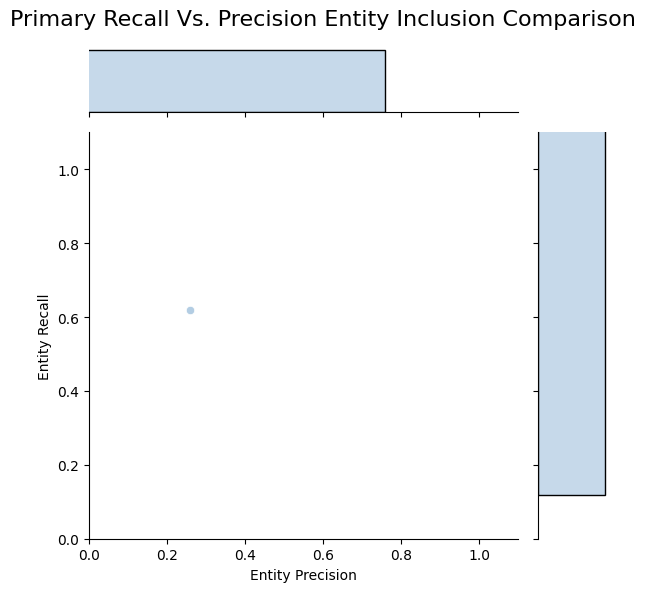 Primary Recall Vs. Precision Entity Inclusion Comparison
1.0
0.8
0.6
0.4
0.2
0.0
Entity Recall
0.0 0.2 0.4 0.6 0.8 1.0
Entity Precision